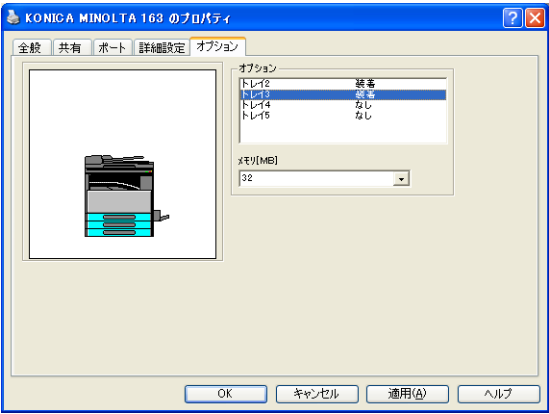 KONICA MINOLTA 163 のプロパティ
全般 共有 ポート 詳細設定 オプション
オプション
トレイ2 装着
トレイ3 装着
トレイ4 なし
トレイ5 なし
メモリ[MB]
32
OK キャンセル 適用(A) ヘルプ